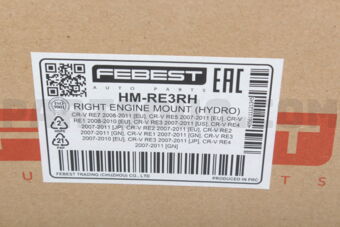 FEBEST
AUTO PARTS
EAC
HM-RE3RH
RIGHT ENGINE MOUNT (HYDRO)
CR-V RE7 2006-2011 [EU], CR-V RE5 2007-2011 [EU], CR-V
RE6 2008-2010 [EU], CR-V RE3 2007-2011 [US], CR-V RE4
2007-2011 [JP], CR-V RE2 2007-2011 [EU], CR-V RE2
2007-2011 [GN], CR-V RE1 2007-2011 [GN], CR-V RE3
2007-2010 [EU], CR-V RE3 2007-2011 [JP], CR-V RE4
2007-2011 [GN]
FEBEST TRADING (CHUZHOU) CO., LTD.
PRODUCED IN PRC